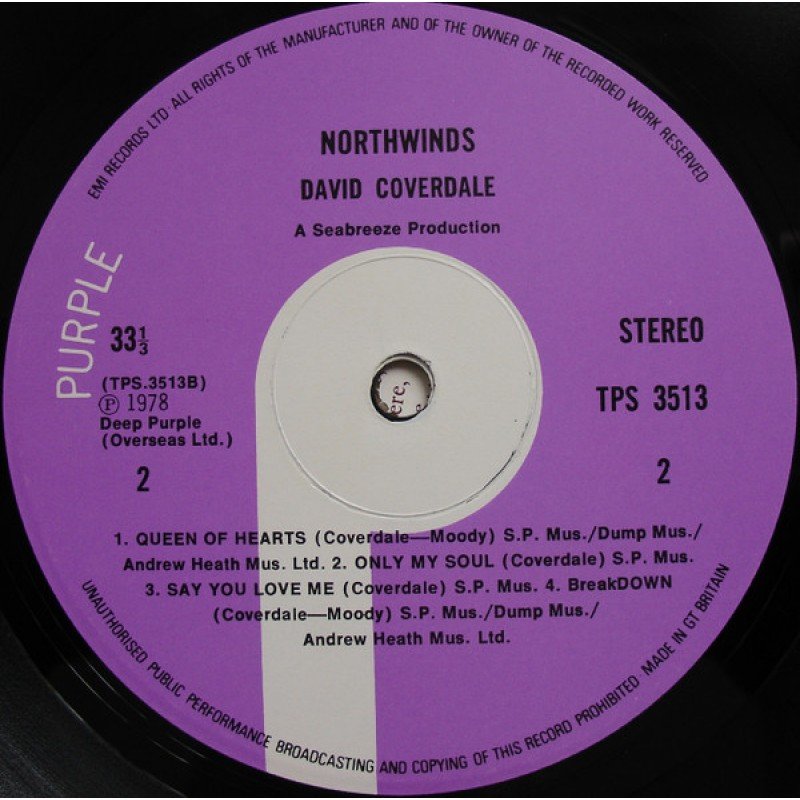 EMI RECORDS LTD ALL RIGHTS OF THE MANUFACTURER AND OF THE OWNER OF THE RECORDED WORK RESERVED
NORTHWINDS
DAVID COVERDALE
A Seabreeze Production
PURPLE
33⅓
STEREO
(TPS.3513B)
Ⓟ 1978
Deep Purple
(Overseas Ltd.)
TPS 3513
2
2
ere,
1. QUEEN OF HEARTS (Coverdale—Moody) S.P. Mus./Dump Mus./
Andrew Heath Mus. Ltd. 2. ONLY MY SOUL (Coverdale) S.P. Mus.
3. SAY YOU LOVE ME (Coverdale) S.P. Mus. 4. BreakDOWN
(Coverdale—Moody) S.P. Mus./Dump Mus./
Andrew Heath Mus. Ltd.
UNAUTHORISED PUBLIC PERFORMANCE BROADCASTING AND COPYING OF THIS RECORD PROHIBITED MADE IN GT BRITAIN